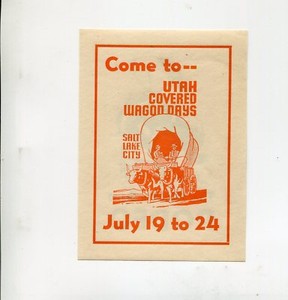 Come to--
UTAH
COVERED
WAGON DAYS
SALT
LAKE
CITY
July 19 to 24